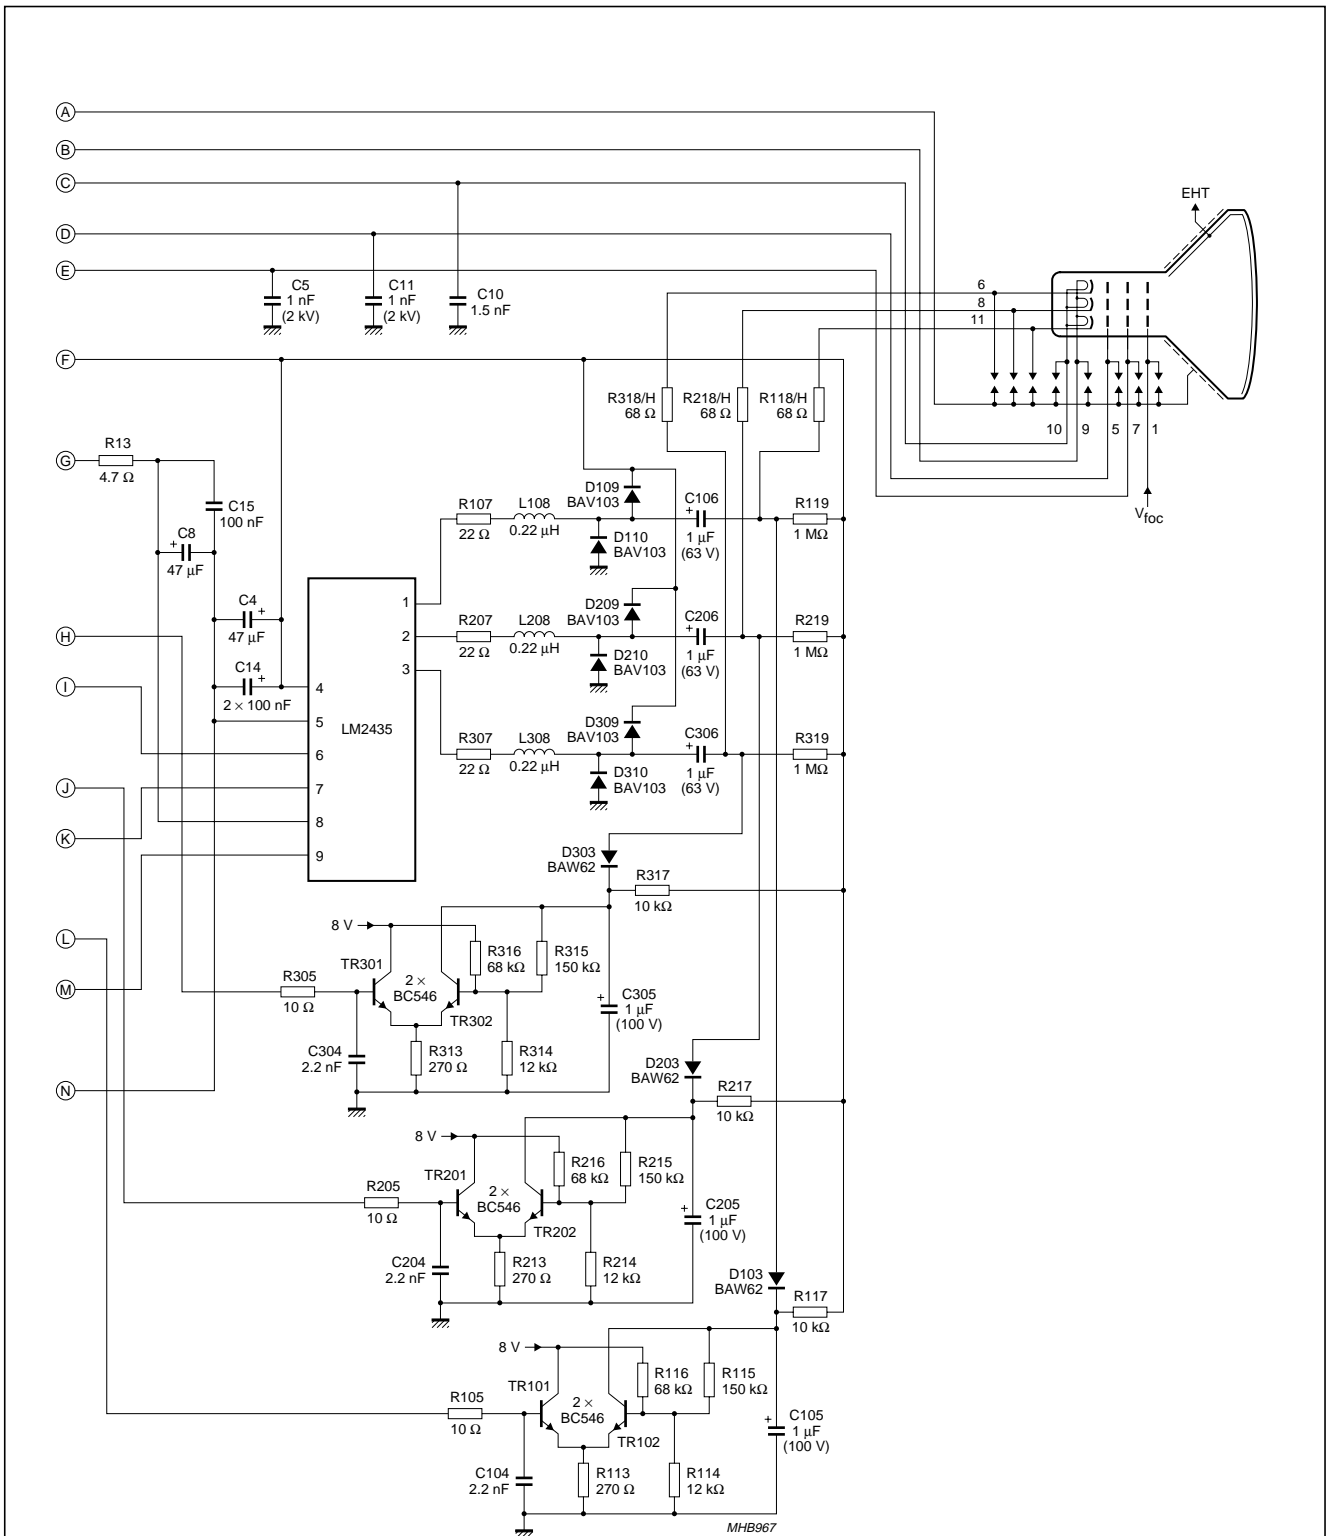 A
B
C
D
E
EHT
C5
1 nF
(2 kV)
C11
1 nF
(2 kV)
C10
1.5 nF
6
8
11
F
R318/H
68 Ω
R218/H
68 Ω
R118/H
68 Ω
10
9
5
7
1
Vfoc
G
R13
4.7 Ω
C15
100 nF
+
C8
47 µF
R107
22 Ω
L108
0.22 µH
D109
BAV103
D110
BAV103
+
C106
1 µF
(63 V)
R119
1 MΩ
C4
+
47 µF
1
H
R207
22 Ω
L208
0.22 µH
D209
BAV103
D210
BAV103
+
C206
1 µF
(63 V)
R219
1 MΩ
2
C14
+
2 × 100 nF
3
I
4
5
LM2435
6
R307
22 Ω
L308
0.22 µH
D309
BAV103
D310
BAV103
+
C306
1 µF
(63 V)
R319
1 MΩ
J
7
K
8
M
9
D303
BAW62
R317
10 kΩ
L
8 V
TR301
2 ×
BC546
TR302
R316
68 kΩ
R315
150 kΩ
R305
10 Ω
+
C305
1 µF
(100 V)
C304
2.2 nF
R313
270 Ω
R314
12 kΩ
N
D203
BAW62
R217
10 kΩ
8 V
TR201
2 ×
BC546
TR202
R216
68 kΩ
R215
150 kΩ
R205
10 Ω
+
C205
1 µF
(100 V)
C204
2.2 nF
R213
270 Ω
R214
12 kΩ
D103
BAW62
R117
10 kΩ
8 V
TR101
2 ×
BC546
TR102
R116
68 kΩ
R115
150 kΩ
R105
10 Ω
+
C105
1 µF
(100 V)
C104
2.2 nF
R113
270 Ω
R114
12 kΩ
MHB967